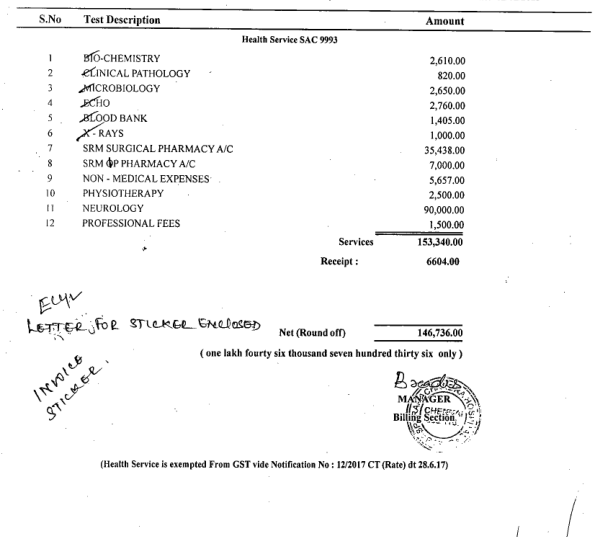 S.No Test Description Amount
Health Service SAC 9993
1 BIO-CHEMISTRY 2,610.00
2 CLINICAL PATHOLOGY 820.00
3 MICROBIOLOGY 2,650.00
4 ECHO 2,760.00
5 BLOOD BANK 1,405.00
6 X - RAYS 1,000.00
7 SRM SURGICAL PHARMACY A/C 35,438.00
8 SRM OP PHARMACY A/C 7,000.00
9 NON - MEDICAL EXPENSES 5,657.00
10 PHYSIOTHERAPY 2,500.00
11 NEUROLOGY 90,000.00
12 PROFESSIONAL FEES 1,500.00
Services 153,340.00
Receipt : 6604.00
LETTER FOR STICKER ENCLOSED
Net (Round off) 146,736.00
( one lakh fourty six thousand seven hundred thirty six only )
INVOICE
STICKER.
MANAGER
Billing Section
CHENNAI
(Health Service is exempted From GST vide Notification No : 12/2017 CT (Rate) dt 28.6.17)